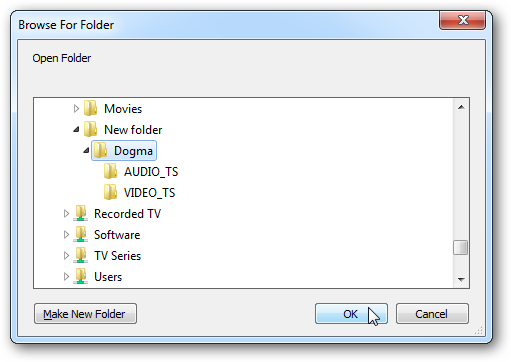 Browse For Folder
Open Folder
Movies
New folder
Dogma
AUDIO_TS
VIDEO_TS
Recorded TV
Software
TV Series
Users
Make New Folder
OK
Cancel